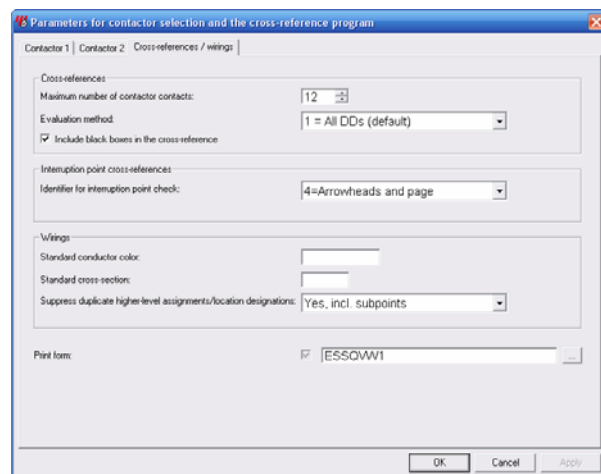 Parameters for contactor selection and the cross-reference program
Contactor 1 | Contactor 2 | Cross-references / wirings
Cross-references
Maximum number of contactor contacts: 12
Evaluation method: 1 = All DDs (default)
Include black boxes in the cross-reference
Interruption point cross-references
Identifier for interruption point check: 4=Arrowheads and page
Wirings
Standard conductor color:
Standard cross-section:
Suppress duplicate higher-level assignments/location designations: Yes, incl. subpoints
Print form: ESSQVW1 ...
OK Cancel Apply